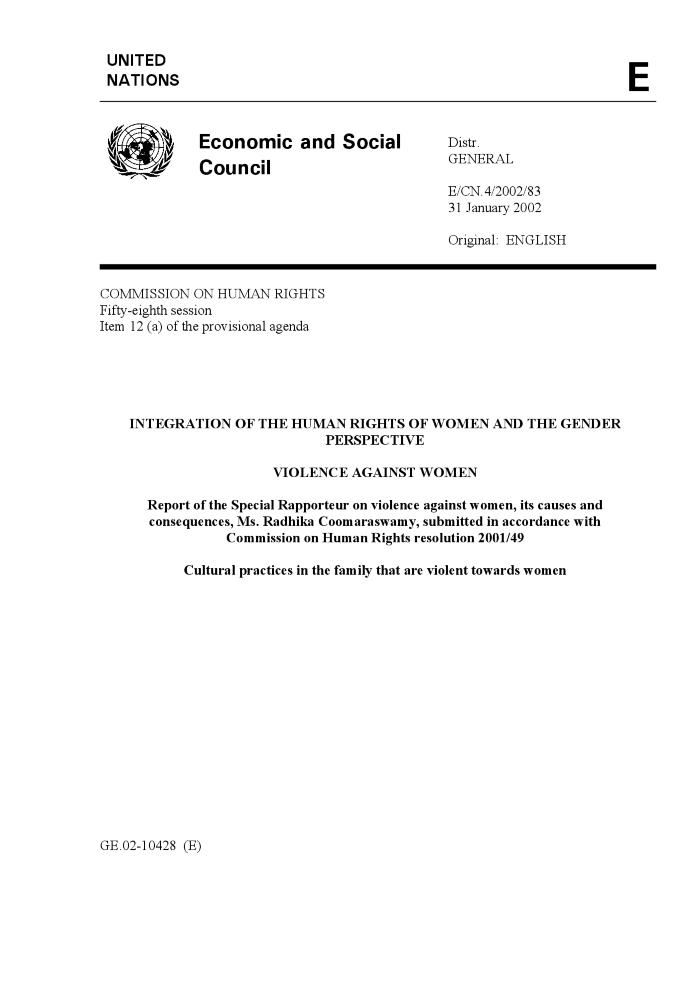 UNITED
NATIONS
E
Economic and Social
Council
Distr.
GENERAL
E/CN.4/2002/83
31 January 2002
Original: ENGLISH
COMMISSION ON HUMAN RIGHTS
Fifty-eighth session
Item 12 (a) of the provisional agenda
INTEGRATION OF THE HUMAN RIGHTS OF WOMEN AND THE GENDER
PERSPECTIVE
VIOLENCE AGAINST WOMEN
Report of the Special Rapporteur on violence against women, its causes and
consequences, Ms. Radhika Coomaraswamy, submitted in accordance with
Commission on Human Rights resolution 2001/49
Cultural practices in the family that are violent towards women
GE.02-10428 (E)